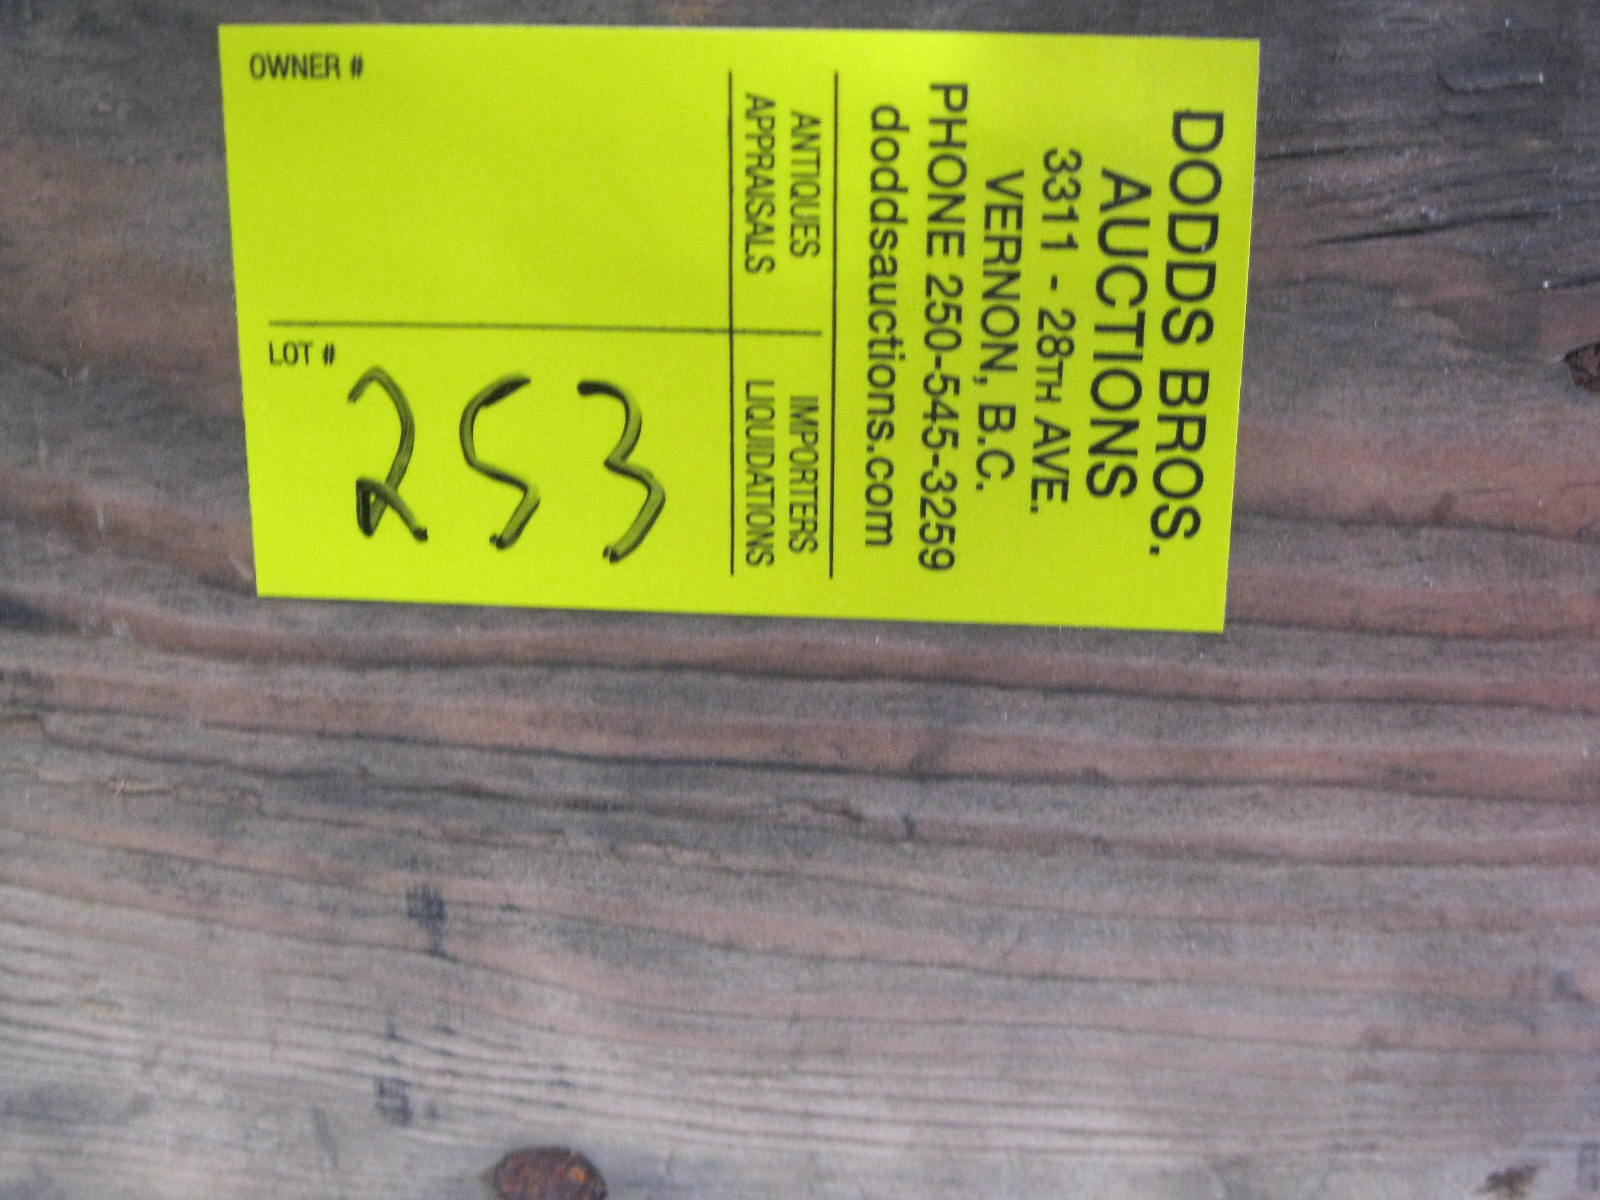 DODDS BROS.
AUCTIONS
3311 - 28TH AVE.
VERNON, B.C.
PHONE 250-545-3259
doddsauctions.com
ANTIQUES IMPORTERS
APPRAISALS LIQUIDATIONS
OWNER #
LOT #
253